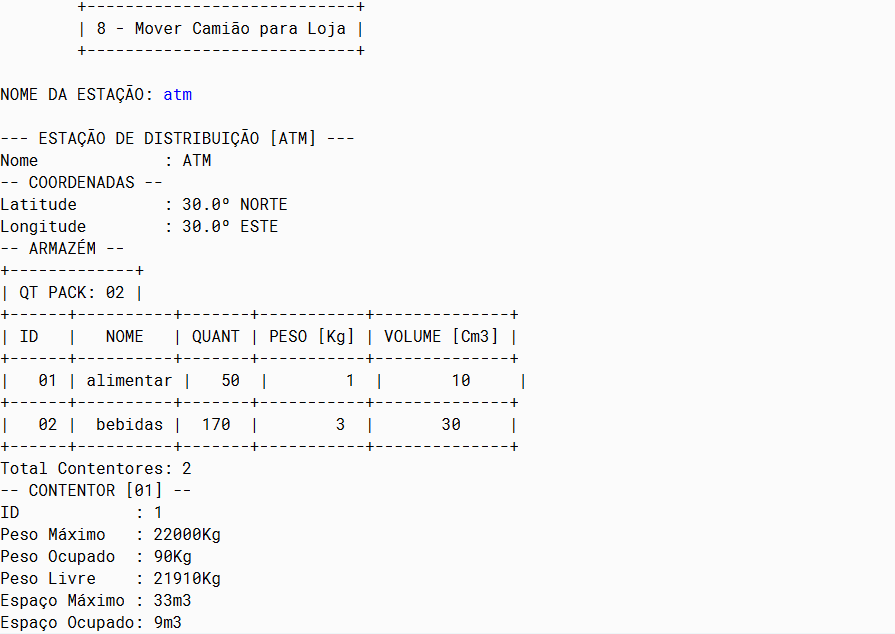 +----------------------------+
| 8 - Mover Camião para Loja |
+----------------------------+
NOME DA ESTAÇÃO: atm
--- ESTAÇÃO DE DISTRIBUIÇÃO [ATM] ---
Nome             : ATM
-- COORDENADAS --
Latitude         : 30.0º NORTE
Longitude        : 30.0º ESTE
-- ARMAZÉM --
+-------------+
| QT PACK: 02 |
+------+----------+-------+-----------+--------------+
| ID   |   NOME   | QUANT | PESO [Kg] | VOLUME [Cm3] |
+------+----------+-------+-----------+--------------+
|   01 | alimentar |   50  |        1  |       10     |
+------+----------+-------+-----------+--------------+
|   02 |  bebidas |  170  |        3  |       30     |
+------+----------+-------+-----------+--------------+
Total Contentores: 2
-- CONTENTOR [01] --
ID            : 1
Peso Máximo   : 22000Kg
Peso Ocupado  : 90Kg
Peso Livre    : 21910Kg
Espaço Máximo : 33m3
Espaço Ocupado: 9m3